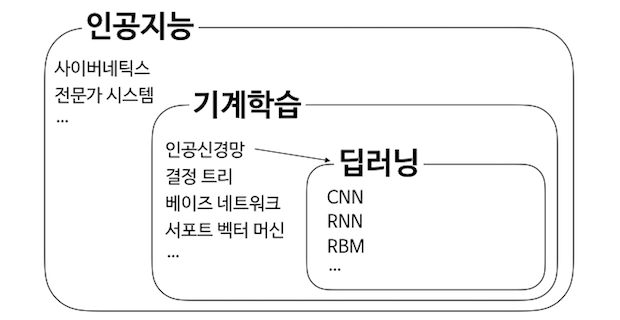 인공지능
사이버네틱스
전문가 시스템
...
기계학습
인공신경망
결정 트리
베이즈 네트워크
서포트 벡터 머신
...
딥러닝
CNN
RNN
RBM
...